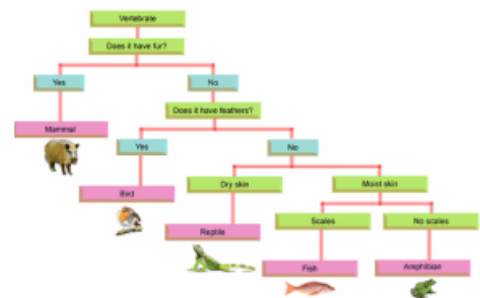 Vertebrate
Does it have fur?
Yes
No
Does it have feathers?
Mammal
Yes
No
Bird
Dry skin
Moist skin
Reptile
Scales
No scales
Fish
Amphibian